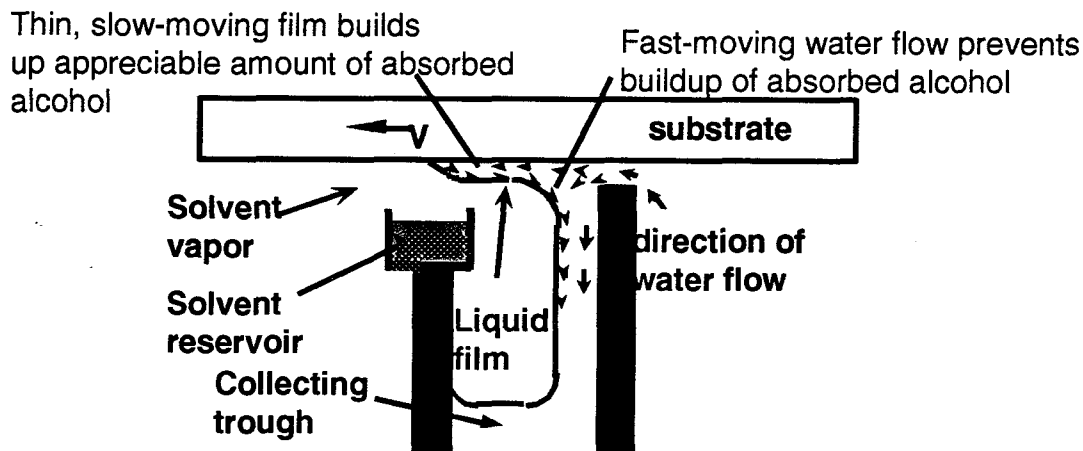 Thin, slow-moving film builds
up appreciable amount of absorbed
alcohol
Fast-moving water flow prevents
buildup of absorbed alcohol
V
substrate
Solvent
vapor
direction of
water flow
Solvent
reservoir
Liquid
film
Collecting
trough